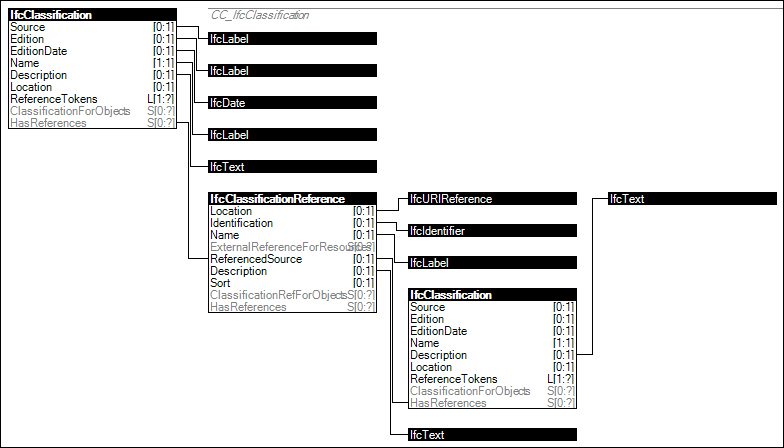 CC_IfcClassification
IfcClassification
Source [0:1]
Edition [0:1]
EditionDate [0:1]
Name [1:1]
Description [0:1]
Location [0:1]
ReferenceTokens L[1:?]
ClassificationForObjects S[0:?]
HasReferences S[0:?]
IfcLabel
IfcLabel
IfcDate
IfcLabel
IfcText
IfcClassificationReference
Location [0:1]
Identification [0:1]
Name [0:1]
ExternalReferenceForResources S[0:?]
ReferencedSource [0:1]
Description [0:1]
Sort [0:1]
ClassificationRefForObjects S[0:?]
HasReferences S[0:?]
IfcURIReference
IfcIdentifier
IfcLabel
IfcClassification
Source [0:1]
Edition [0:1]
EditionDate [0:1]
Name [1:1]
Description [0:1]
Location [0:1]
ReferenceTokens L[1:?]
ClassificationForObjects S[0:?]
HasReferences S[0:?]
IfcText
IfcText